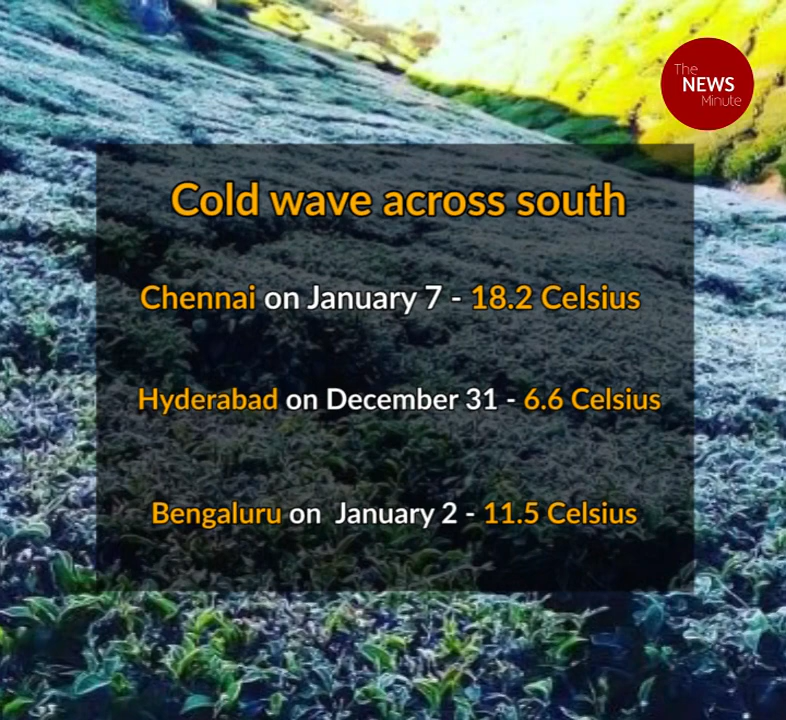 The
NEWS
Minute
Cold wave across south
Chennai on January 7 - 18.2 Celsius
Hyderabad on December 31 - 6.6 Celsius
Bengaluru on January 2 - 11.5 Celsius